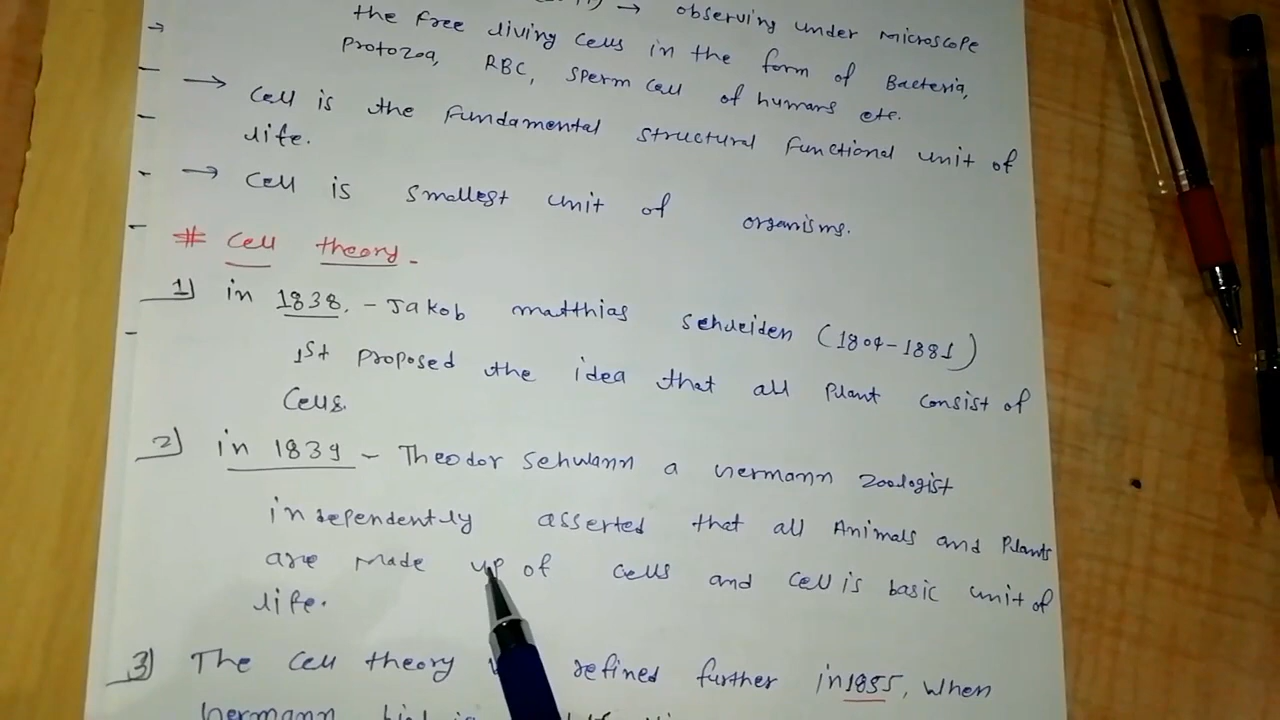 → observing under microscope
the free living cells in the form of Bacteria,
Protozoa, RBC, sperm cell of humans etc.
→ Cell is the fundamental structural functional unit of
life.
→ Cell is smallest unit of organisms.
# Cell theory -
1) in 1838, - Jakob matthias Schleiden (1804-1881)
1st proposed the idea that all Plant consist of
Cells.
2) in 1839 - Theodor Schwann a Germann Zoologist
independently asserted that all Animals and Plants
are made up of cells and cell is basic unit of
life.
3) The Cell theory refined further in 1855, when
Germann